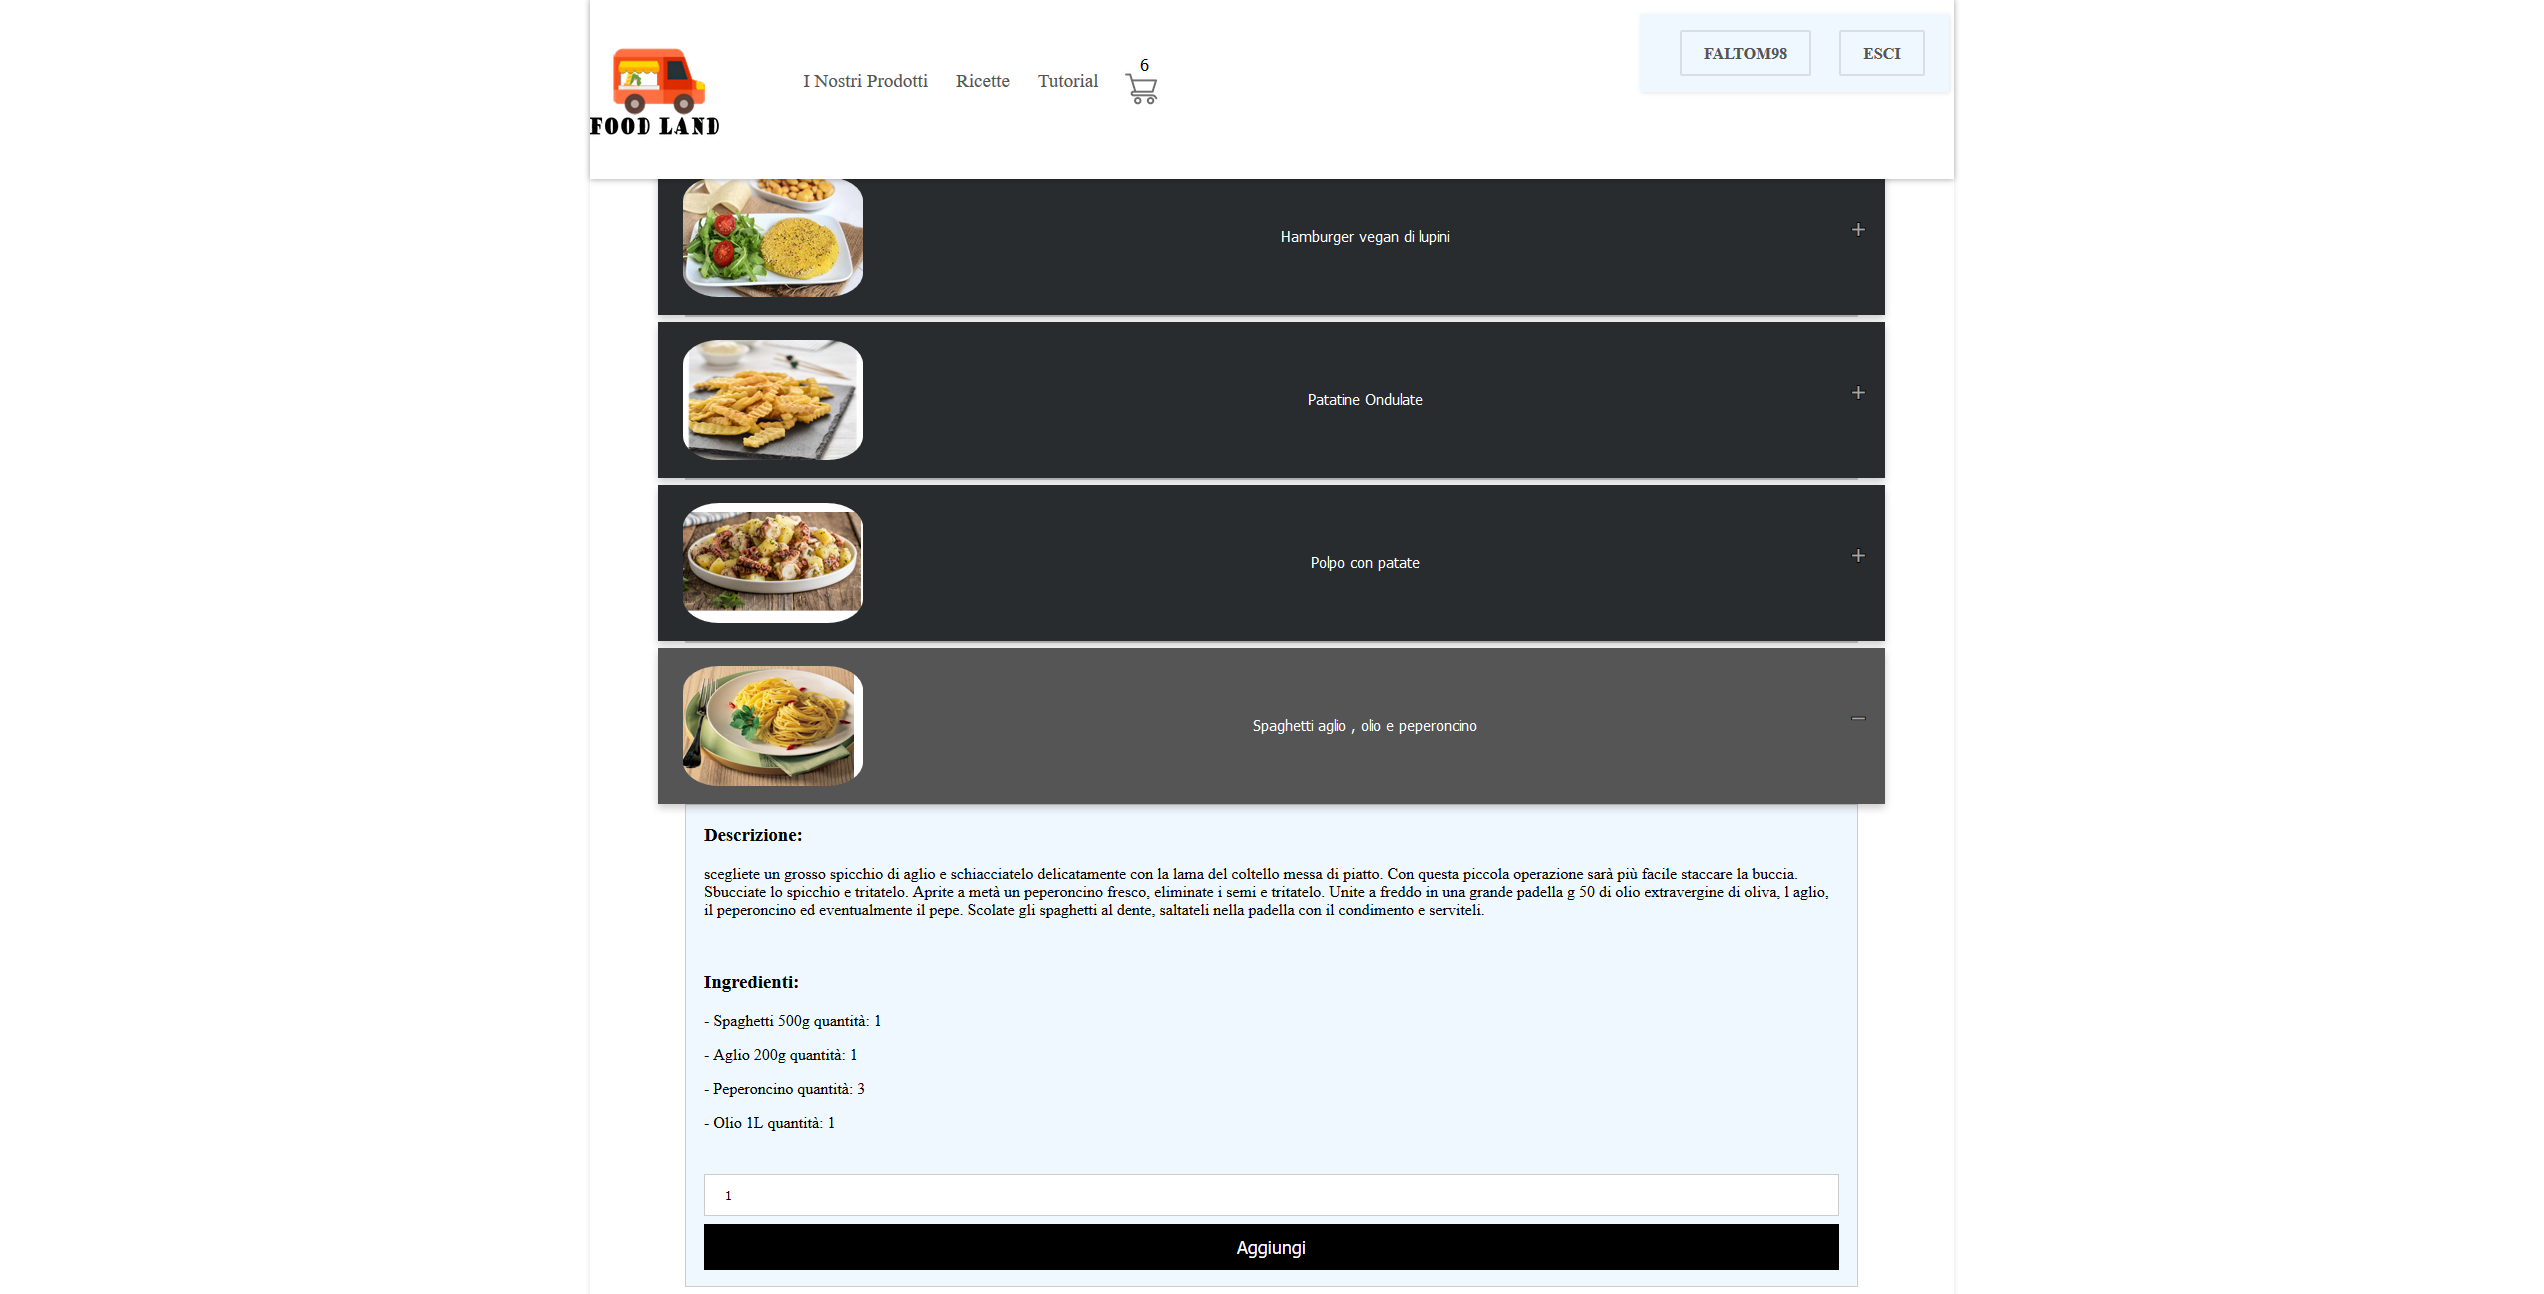 FOOD LAND
I Nostri Prodotti
Ricette
Tutorial
6
FALTOM98
ESCI
Hamburger vegan di lupini
Patatine Ondulate
Polpo con patate
Spaghetti aglio , olio e peperoncino
Descrizione:
scegliete un grosso spicchio di aglio e schiacciatelo delicatamente con la lama del coltello messa di piatto. Con questa piccola operazione sarà più facile staccare la buccia.
Sbucciate lo spicchio e tritatelo. Aprite a metà un peperoncino fresco, eliminate i semi e tritatelo. Unite a freddo in una grande padella g 50 di olio extravergine di oliva, l aglio,
il peperoncino ed eventualmente il pepe. Scolate gli spaghetti al dente, saltateli nella padella con il condimento e serviteli.
Ingredienti:
- Spaghetti 500g quantità: 1
- Aglio 200g quantità: 1
- Peperoncino quantità: 3
- Olio 1L quantità: 1
1
Aggiungi